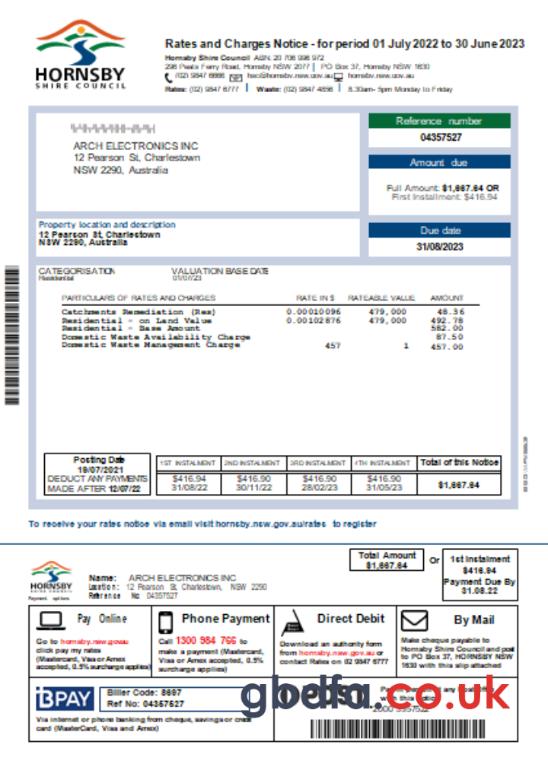 HORNSBY
SHIRE COUNCIL
Rates and Charges Notice - for period 01 July 2022 to 30 June 2023
Hornsby Shire Council ABN: 20 706 996 972
296 Peats Ferry Road, Hornsby NSW 2077 | PO Box 37, Hornsby NSW 1630
(02) 9847 6666 hsc@hornsby.nsw.gov.au hornsby.nsw.gov.au
Rates: (02) 9847 6777 | Waste: (02) 9847 4856 | 8.30am- 5pm Monday to Friday
Reference number
04357527
ARCH ELECTRONICS INC
12 Pearson St, Charlestown
NSW 2290, Australia
Amount due
Full Amount: $1,667.64 OR
First Installment: $416.94
Property location and description
12 Pearson St, Charlestown
NSW 2290, Australia
Due date
31/08/2023
CATEGORISATION VALUATION BASE DATE
Residential 01/07/23
PARTICULARS OF RATES AND CHARGES RATE IN $ RATEABLE VALUE AMOUNT
Catchments Remediation (Res) 0.00010096 479,000 48.36
Residential - on Land Value 0.00102876 479,000 492.78
Residential - Base Amount 582.00
Domestic Waste Availability Charge 87.50
Domestic Waste Management Charge 457 1 457.00
Posting Date
19/07/2021
DEDUCT ANY PAYMENTS
MADE AFTER 12/07/22
1ST INSTALMENT 2ND INSTALMENT 3RD INSTALMENT 4TH INSTALMENT Total of this Notice
$416.94 $416.90 $416.90 $416.90 $1,667.64
31/08/22 30/11/22 28/02/23 31/05/23
To receive your rates notice via email visit hornsby.nsw.gov.au/rates to register
HORNSBY
SHIRE COUNCIL
Payment options
Name: ARCH ELECTRONICS INC
Location: 12 Pearson St, Charlestown, NSW 2290
Reference No 04357527
Total Amount
$1,667.64
Or
1st Instalment
$416.94
Payment Due By
31.08.22
Pay Online
Go to hornsby.nsw.gov.au
click pay my rates
(Mastercard, Visa or Amex
accepted, 0.5% surcharge applies)
Phone Payment
Call 1300 984 766 to
make a payment (Mastercard,
Visa or Amex accepted, 0.5%
surcharge applies)
Direct Debit
Download an authority form
from hornsby.nsw.gov.au or
contact Rates on 02 9847 6777
By Mail
Make cheque payable to
Hornsby Shire Council and post
to PO Box 37, HORNSBY NSW
1630 with this slip attached
BPAY
Biller Code: 8697
Ref No: 04357527
Via internet or phone banking from cheque, savings or credit
card (MasterCard, Visa and Amex)
gbdfa.co.uk